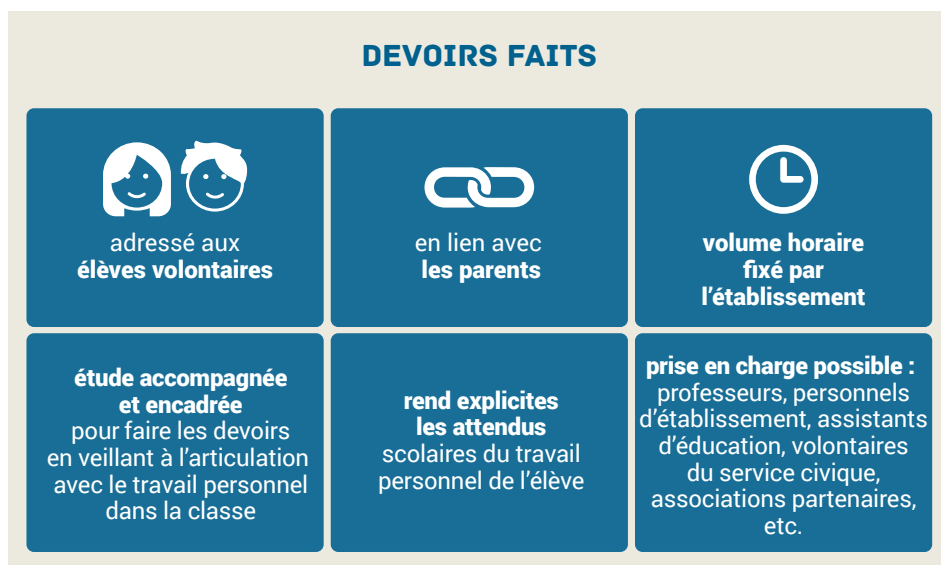 DEVOIRS FAITS
adressé aux
élèves volontaires
en lien avec
les parents
volume horaire
fixé par
l'établissement
étude accompagnée
et encadrée
pour faire les devoirs
en veillant à l'articulation
avec le travail personnel
dans la classe
rend explicites
les attendus
scolaires du travail
personnel de l'élève
prise en charge possible :
professeurs, personnels
d'établissement, assistants
d'éducation, volontaires
du service civique,
associations partenaires,
etc.